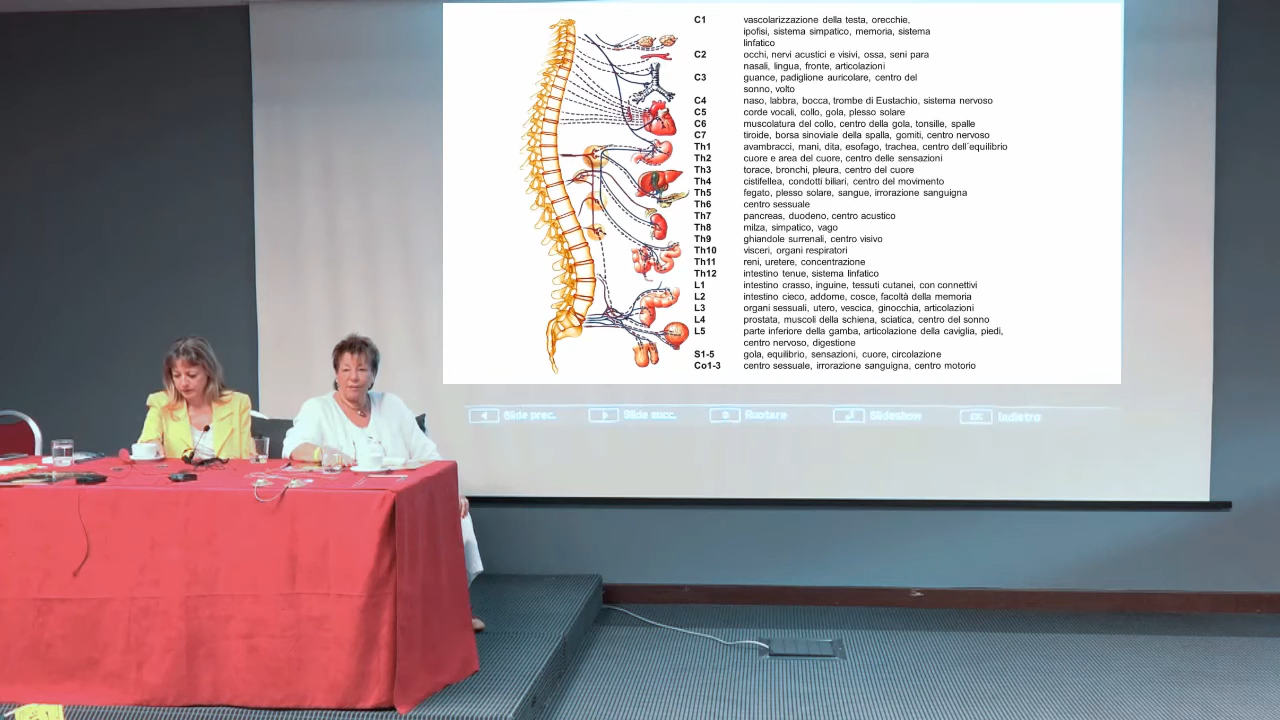 C1 vascolarizzazione della testa, orecchie,
ipofisi, sistema simpatico, memoria, sistema
linfatico
C2 occhi, nervi acustici e visivi, ossa, seni para
nasali, lingua, fronte, articolazioni
C3 guance, padiglione auricolare, centro del
sonno, volto
C4 naso, labbra, bocca, trombe di Eustachio, sistema nervoso
C5 corde vocali, collo, gola, plesso solare
C6 muscolatura del collo, centro della gola, tonsille, spalle
C7 tiroide, borsa sinoviale della spalla, gomiti, centro nervoso
Th1 avambracci, mani, dita, esofago, trachea, centro dell´equilibrio
Th2 cuore e area del cuore, centro delle sensazioni
Th3 torace, bronchi, pleura, centro del cuore
Th4 cistifellea, condotti biliari, centro del movimento
Th5 fegato, plesso solare, sangue, irrorazione sanguigna
Th6 centro sessuale
Th7 pancreas, duodeno, centro acustico
Th8 milza, simpatico, vago
Th9 ghiandole surrenali, centro visivo
Th10 visceri, organi respiratori
Th11 reni, uretere, concentrazione
Th12 intestino tenue, sistema linfatico
L1 intestino crasso, inguine, tessuti cutanei, con connettivi
L2 intestino cieco, addome, cosce, facoltà della memoria
L3 organi sessuali, utero, vescica, ginocchia, articolazioni
L4 prostata, muscoli della schiena, sciatica, centro del sonno
L5 parte inferiore della gamba, articolazione della caviglia, piedi,
centro nervoso, digestione
S1-5 gola, equilibrio, sensazioni, cuore, circolazione
Co1-3 centro sessuale, irrorazione sanguigna, centro motorio
Slide prec. Slide succ. Ruotare Slideshow Indietro